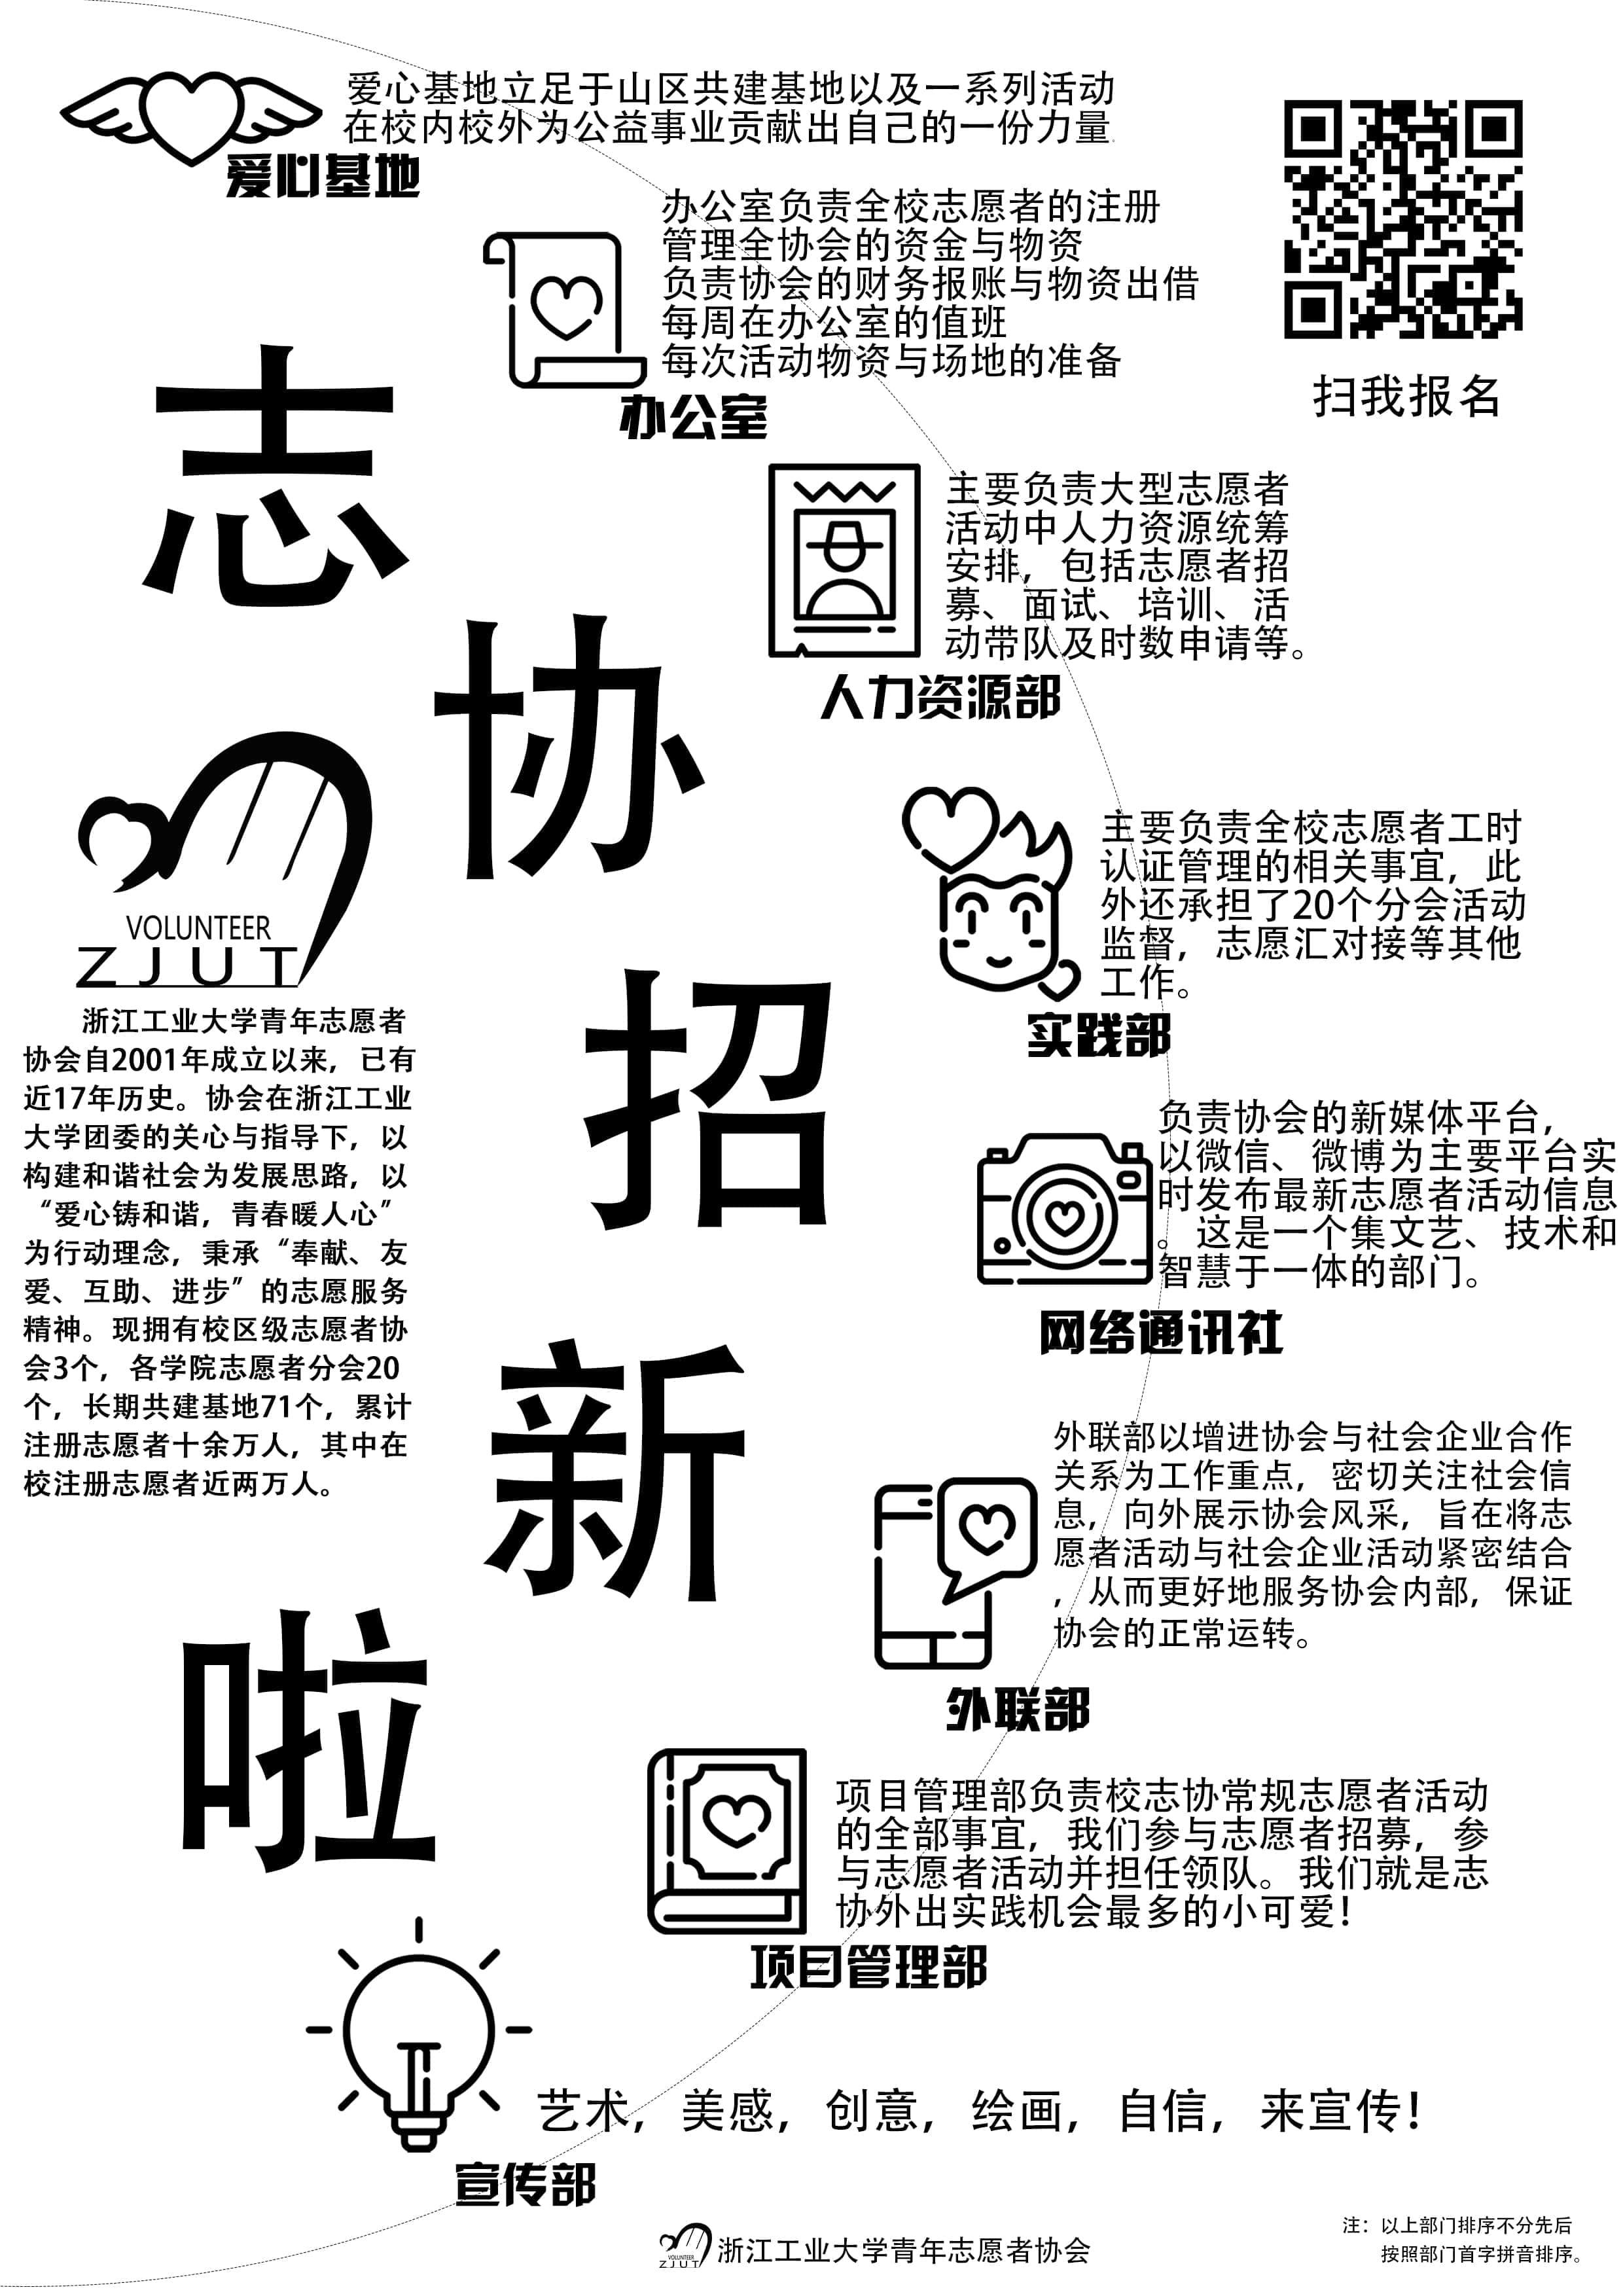 爱心基地立足于山区共建基地以及一系列活动
在校内校外为公益事业贡献出自己的一份力量
爱心基地
办公室负责全校志愿者的注册
管理全协会的资金与物资
负责协会的财务报账与物资出借
每周在办公室的值班
每次活动物资与场地的准备
办公室
扫我报名
主要负责大型志愿者
活动中人力资源统筹
安排，包括志愿者招
募、面试、培训、活
动带队及时数申请等。
人力资源部
志
协
招
新
啦
VOLUNTEER
ZJUT
浙江工业大学青年志愿者
协会自2001年成立以来，已有
近17年历史。协会在浙江工业
大学团委的关心与指导下，以
构建和谐社会为发展思路，以
“爱心铸和谐，青春暖人心”
为行动理念，秉承“奉献、友
爱、互助、进步”的志愿服务
精神。现拥有校区级志愿者协
会3个，各学院志愿者分会20
个，长期共建基地71个，累计
注册志愿者十余万人，其中在
校注册志愿者近两万人。
主要负责全校志愿者工时
认证管理的相关事宜，此
外还承担了20个分会活动
监督，志愿汇对接等其他
工作。
实践部
负责协会的新媒体平台，
以微信、微博为主要平台实
时发布最新志愿者活动信息
。这是一个集文艺、技术和
智慧于一体的部门。
网络通讯社
外联部以增进协会与社会企业合作
关系为工作重点，密切关注社会信
息，向外展示协会风采，旨在将志
愿者活动与社会企业活动紧密结合
，从而更好地服务协会内部，保证
协会的正常运转。
外联部
项目管理部负责校志协常规志愿者活动
的全部事宜，我们参与志愿者招募，参
与志愿者活动并担任领队。我们就是志
协外出实践机会最多的小可爱！
项目管理部
艺术，美感，创意，绘画，自信，来宣传！
宣传部
VOLUNTEER
ZJUT
浙江工业大学青年志愿者协会
注：以上部门排序不分先后
按照部门首字拼音排序。